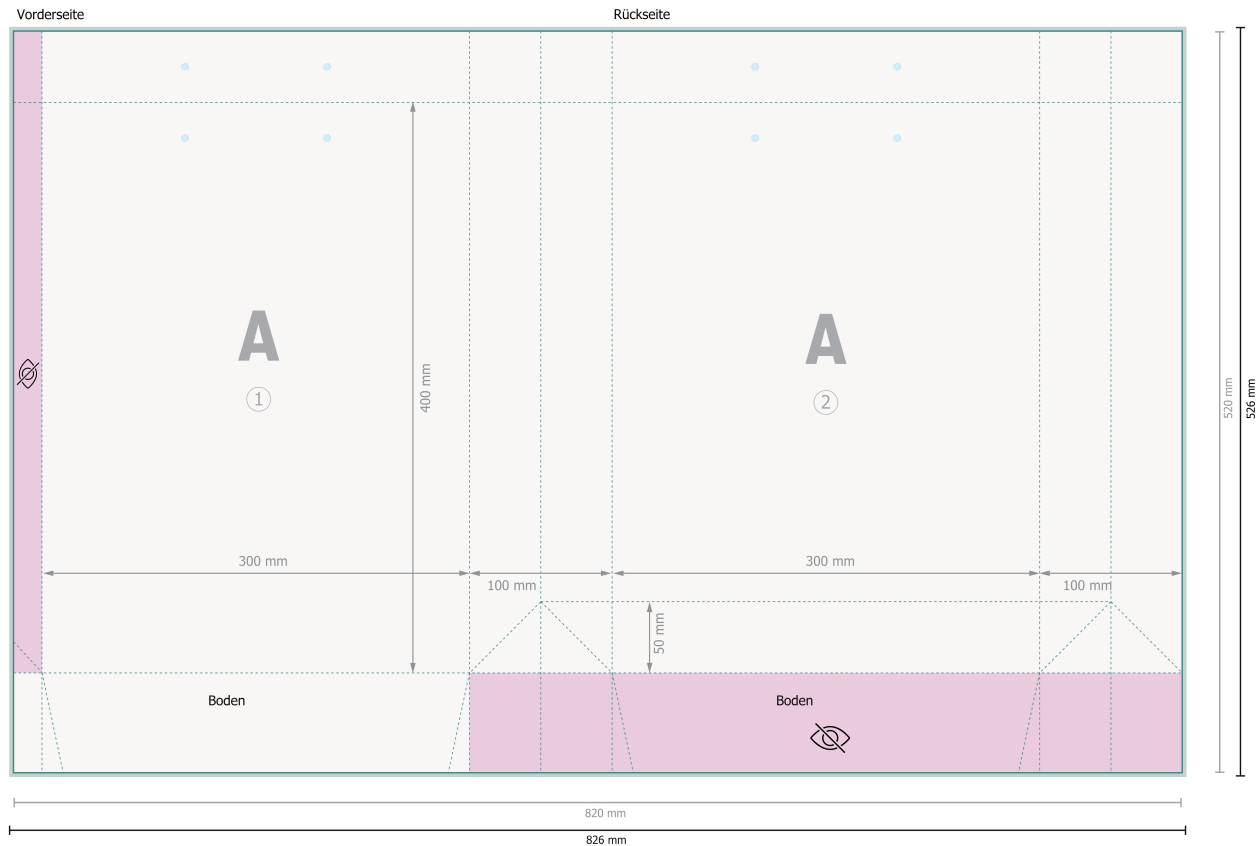 Vorderseite
Rückseite
A
1
A
2
400 mm
520 mm
526 mm
300 mm
100 mm
300 mm
100 mm
50 mm
Boden
Boden
820 mm
826 mm